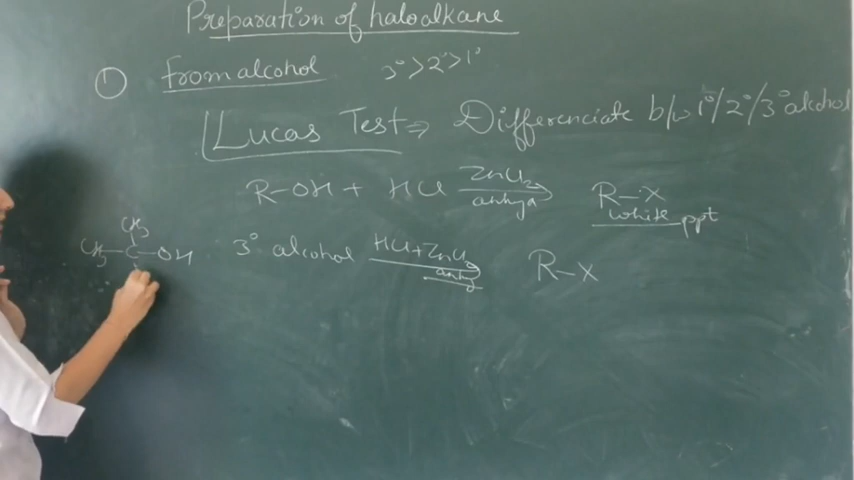 Preparation of haloalkane
① From alcohol 3°>2°>1°
Lucas Test ⇒ Differenciate b/w 1°/2°/3° alcohol
R-OH + HCl ZnCl2 anhyd R-X
white ppt
CH3
CH3-C-OH 3° alcohol HCl+ZnCl2 anhy R-X